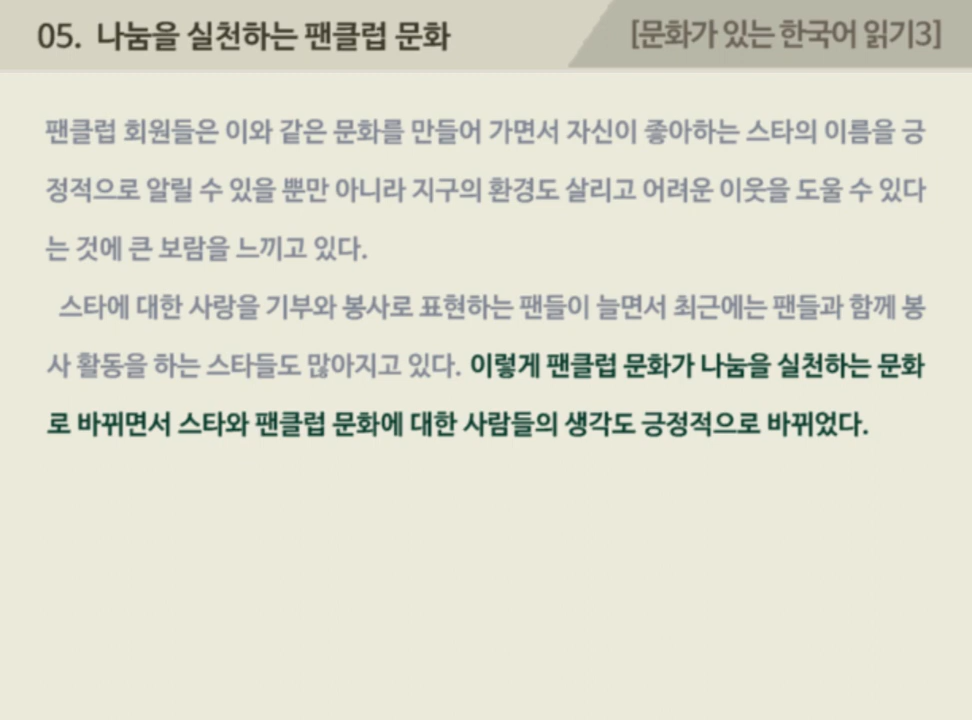 05. 나눔을 실천하는 팬클럽 문화
[문화가 있는 한국어 읽기3]
팬클럽 회원들은 이와 같은 문화를 만들어 가면서 자신이 좋아하는 스타의 이름을 긍
정적으로 알릴 수 있을 뿐만 아니라 지구의 환경도 살리고 어려운 이웃을 도울 수 있다
는 것에 큰 보람을 느끼고 있다.
스타에 대한 사랑을 기부와 봉사로 표현하는 팬들이 늘면서 최근에는 팬들과 함께 봉
사 활동을 하는 스타들도 많아지고 있다. 이렇게 팬클럽 문화가 나눔을 실천하는 문화
로 바뀌면서 스타와 팬클럽 문화에 대한 사람들의 생각도 긍정적으로 바뀌었다.